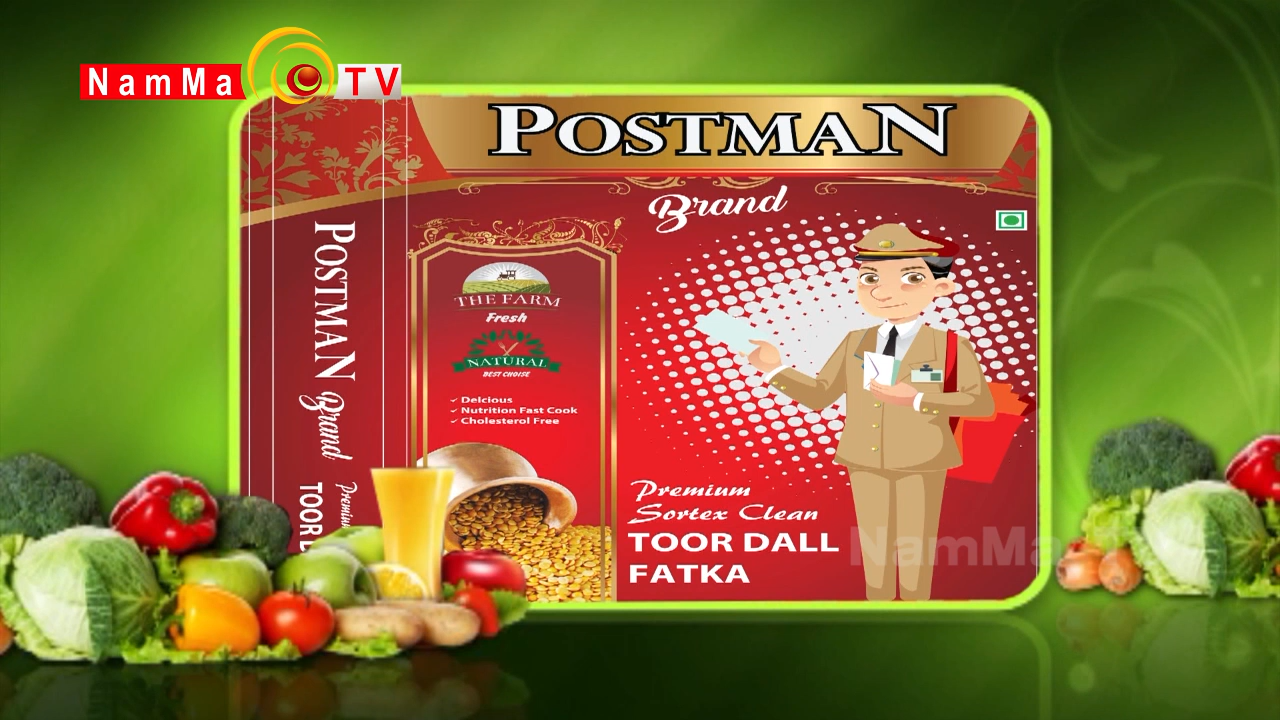 NamMa TV
POSTMAN
Brand
POSTMAN Brand
THE FARM
Fresh
NATURAL
BEST CHOISE
Delcious
Nutrition Fast Cook
Cholesterol Free
Premium
Sortex Clean
TOOR DALL
FATKA
NamMa